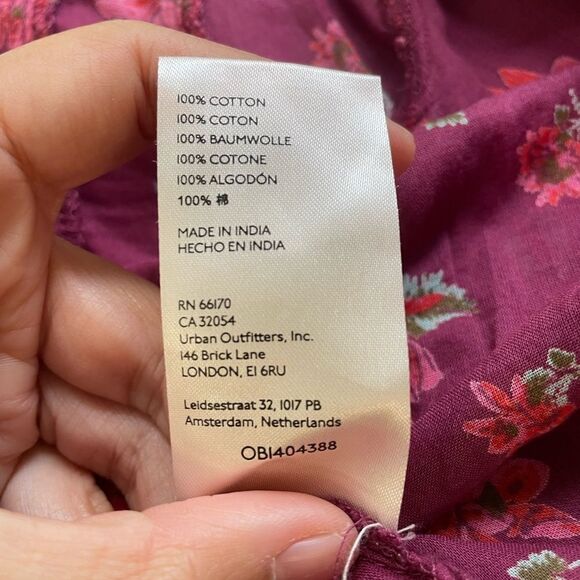 100% COTTON
100% COTON
100% BAUMWOLLE
100% COTONE
100% ALGODÓN
100% 棉
MADE IN INDIA
HECHO EN INDIA
RN 66170
CA 32054
Urban Outfitters, Inc.
146 Brick Lane
LONDON, E1 6RU
Leidsestraat 32, 1017 PB
Amsterdam, Netherlands
OB1404388